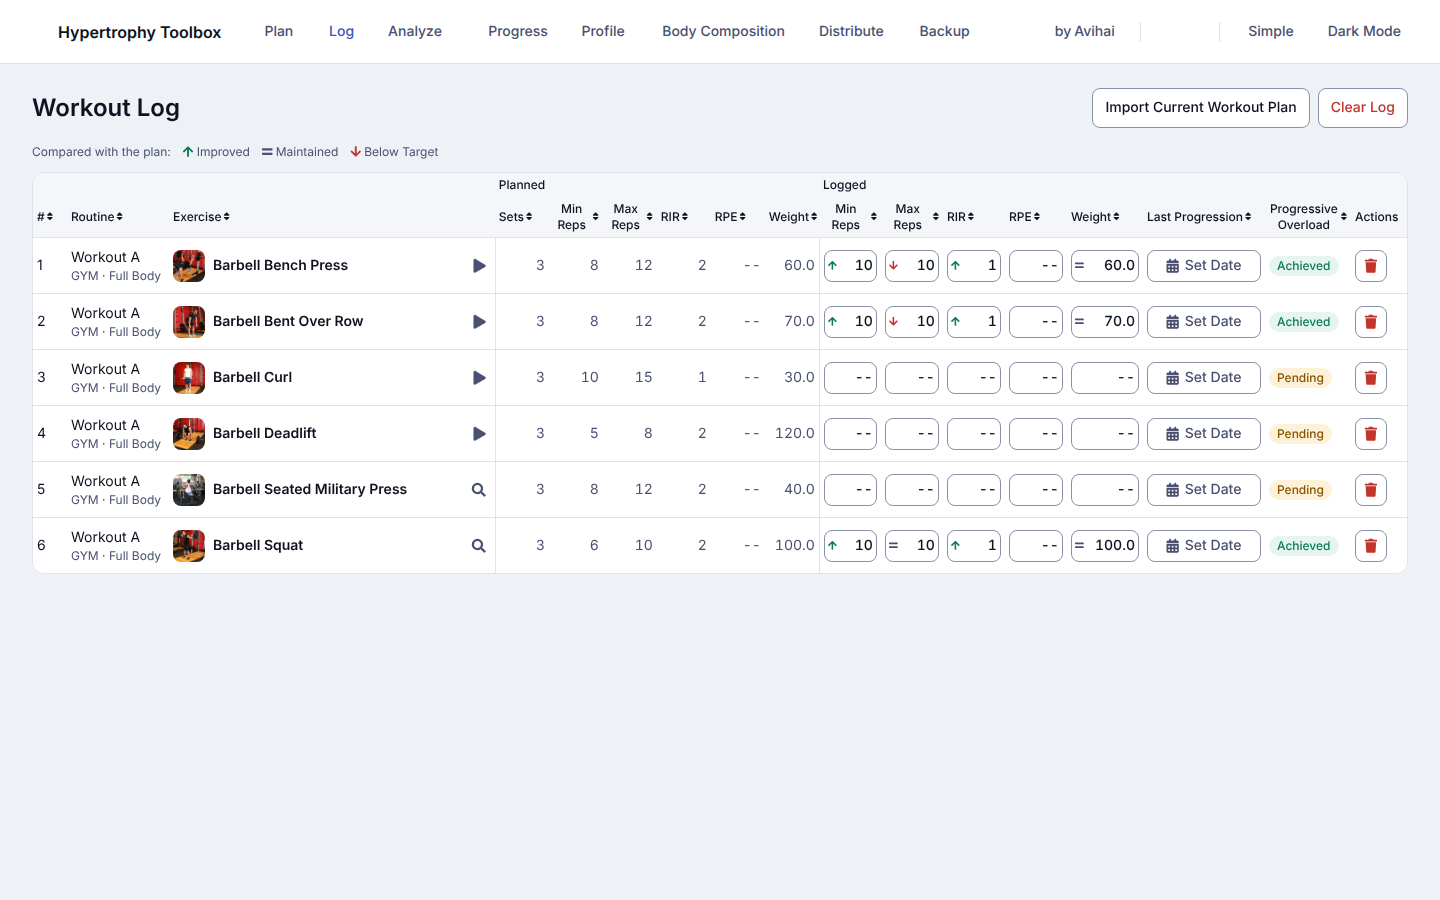 Hypertrophy Toolbox Plan Log Analyze Progress Profile Body Composition Distribute Backup by Avihai Simple Dark Mode
Workout Log Import Current Workout Plan Clear Log
Compared with the plan: Improved Maintained Below Target
Planned Logged
# Routine Exercise Sets Min Reps Max Reps RIR RPE Weight Min Reps Max Reps RIR RPE Weight Last Progression Progressive Overload Actions
1 Workout A Barbell Bench Press 3 8 12 2 -- 60.0 10 10 1 -- 60.0 Set Date Achieved
GYM · Full Body
2 Workout A Barbell Bent Over Row 3 8 12 2 -- 70.0 10 10 1 -- 70.0 Set Date Achieved
GYM · Full Body
3 Workout A Barbell Curl 3 10 15 1 -- 30.0 -- -- -- -- -- Set Date Pending
GYM · Full Body
4 Workout A Barbell Deadlift 3 5 8 2 -- 120.0 -- -- -- -- -- Set Date Pending
GYM · Full Body
5 Workout A Barbell Seated Military Press 3 8 12 2 -- 40.0 -- -- -- -- -- Set Date Pending
GYM · Full Body
6 Workout A Barbell Squat 3 6 10 2 -- 100.0 10 = 10 1 -- = 100.0 Set Date Achieved
GYM · Full Body